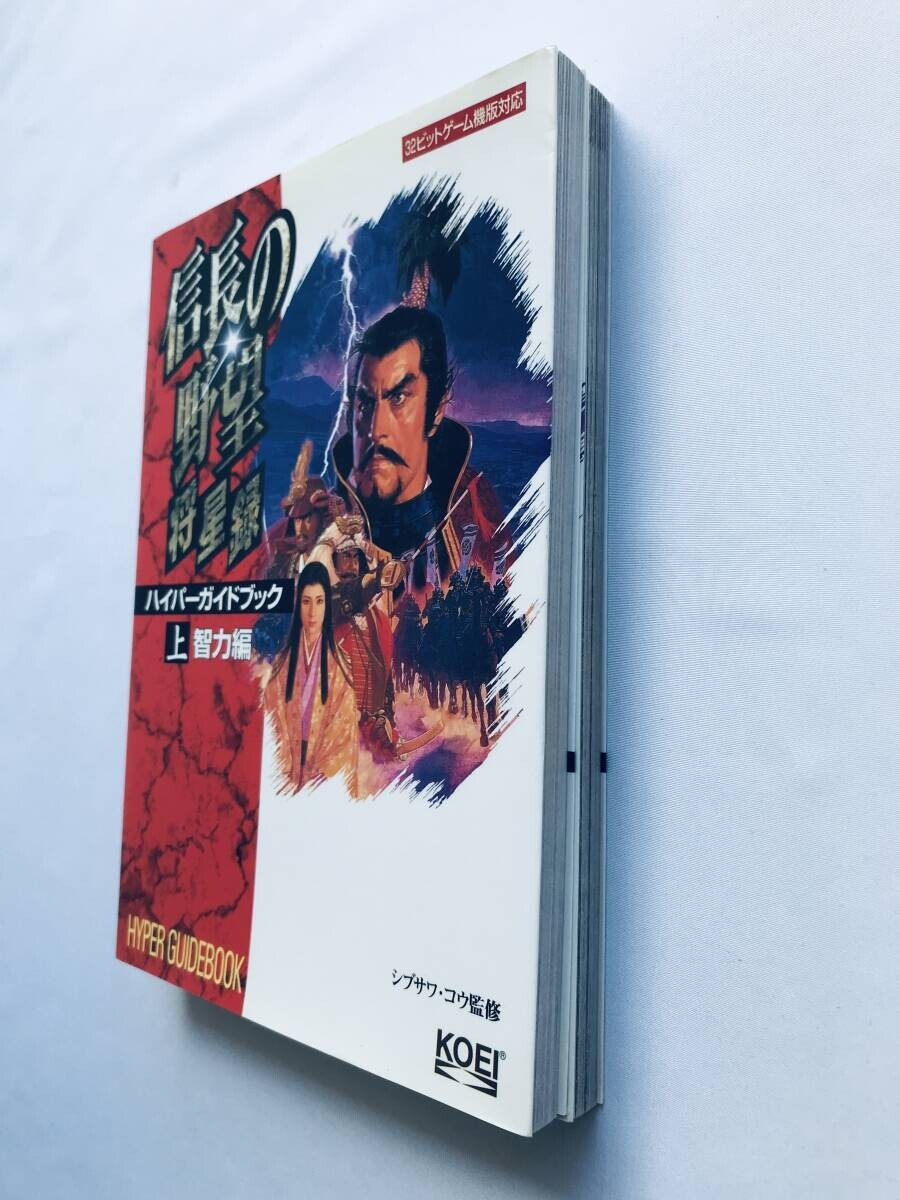 32ビットゲーム機版対応
信長の
野望
将星録
ハイパーガイドブック
上 智力編
HYPER GUIDEBOOK
シブサワ・コウ監修
KOEI®